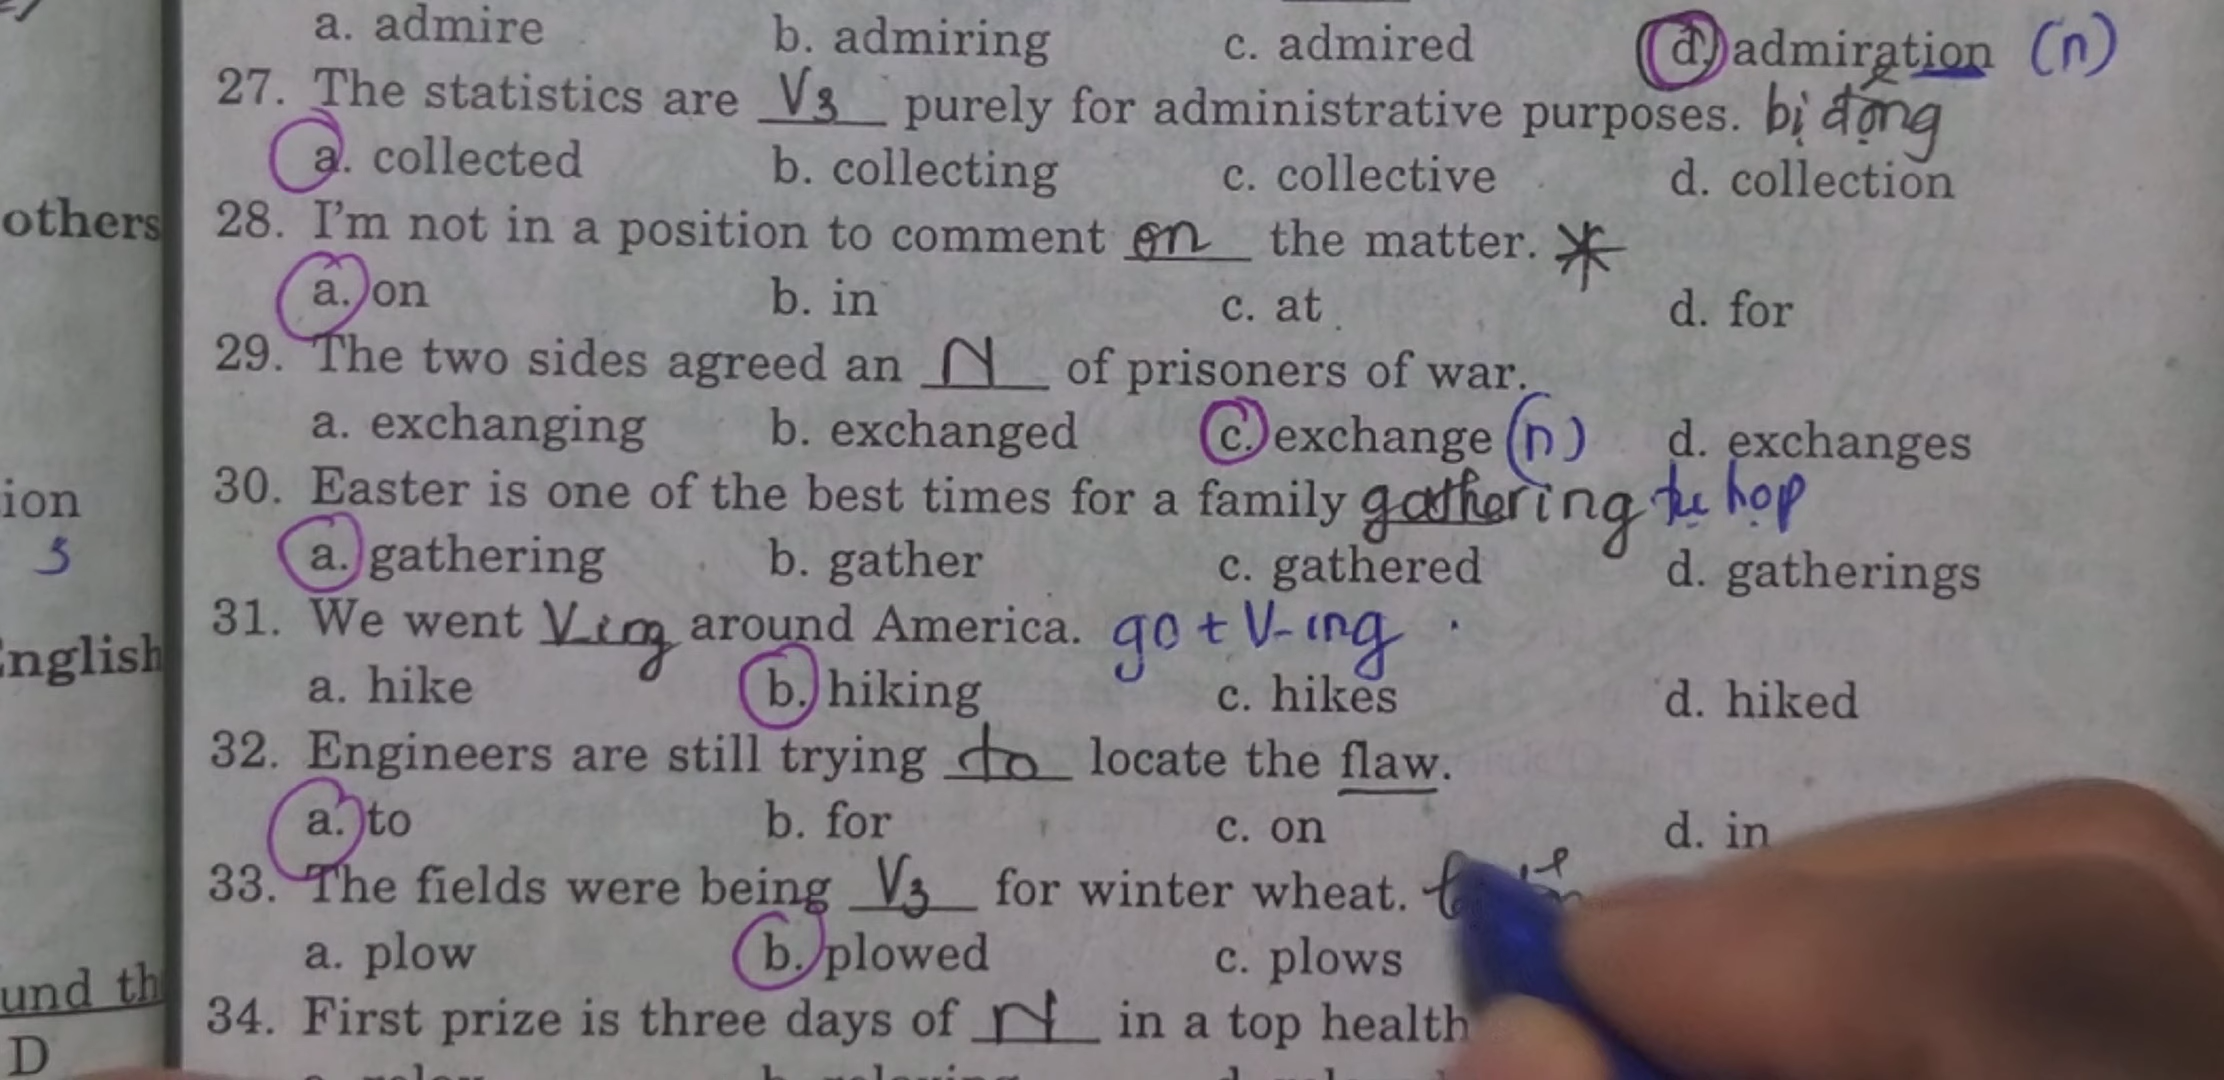 a. admire b. admiring c. admired d. admiration (n)
27. The statistics are V3 purely for administrative purposes. bị động
a. collected b. collecting c. collective d. collection
others
28. I'm not in a position to comment on the matter. *
a. on b. in c. at d. for
29. The two sides agreed an N of prisoners of war.
a. exchanging b. exchanged c. exchange (n) d. exchanges
ion
30. Easter is one of the best times for a family gathering tụ họp
5
a. gathering b. gather c. gathered d. gatherings
31. We went Ving around America. go + V-ing
nglish
a. hike b. hiking c. hikes d. hiked
32. Engineers are still trying to locate the flaw.
a. to b. for c. on d. in
33. The fields were being V3 for winter wheat.
a. plow b. plowed c. plows
und th
34. First prize is three days of N in a top health
D